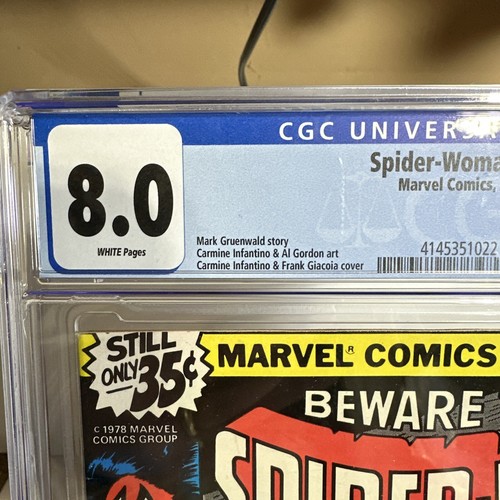 CGC UNIVERSA
8.0
WHITE Pages
Spider-Woma
Marvel Comics,
Mark Gruenwald story
Carmine Infantino & Al Gordon art
Carmine Infantino & Frank Giacoia cover
4145351022
STILL
ONLY 35¢
MARVEL® COMICS
© 1978 MARVEL
COMICS GROUP
BEWARE
SPIDER-